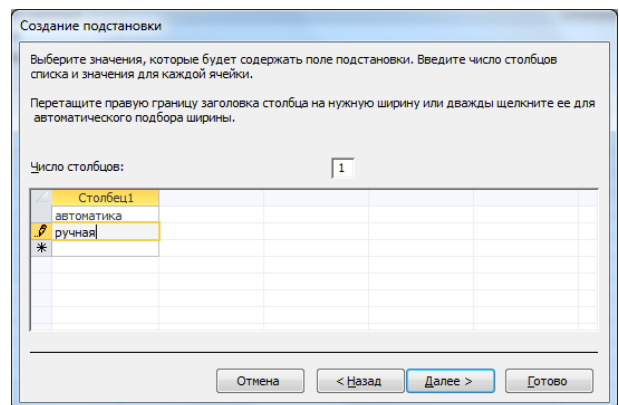 Создание подстановки
Выберите значения, которые будет содержать поле подстановки. Введите число столбцов
списка и значения для каждой ячейки.
Перетащите правую границу заголовка столбца на нужную ширину или дважды щелкните ее для
автоматического подбора ширины.
Число столбцов: 1
Столбец1
автоматика
ручная
Отмена < Назад Далее > Готово